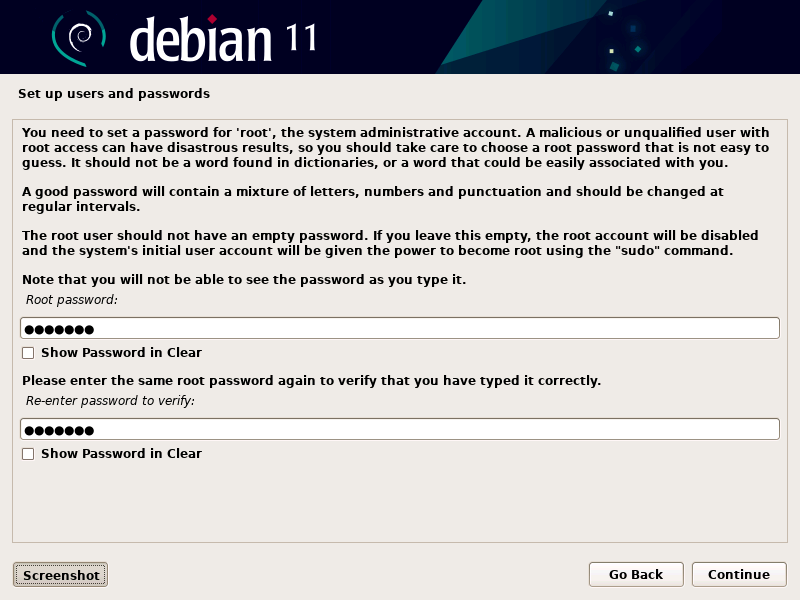 debian 11
Set up users and passwords
You need to set a password for 'root', the system administrative account. A malicious or unqualified user with
root access can have disastrous results, so you should take care to choose a root password that is not easy to
guess. It should not be a word found in dictionaries, or a word that could be easily associated with you.
A good password will contain a mixture of letters, numbers and punctuation and should be changed at
regular intervals.
The root user should not have an empty password. If you leave this empty, the root account will be disabled
and the system's initial user account will be given the power to become root using the "sudo" command.
Note that you will not be able to see the password as you type it.
Root password:
●●●●●●●
Show Password in Clear
Please enter the same root password again to verify that you have typed it correctly.
Re-enter password to verify:
●●●●●●●
Show Password in Clear
Screenshot
Go Back
Continue